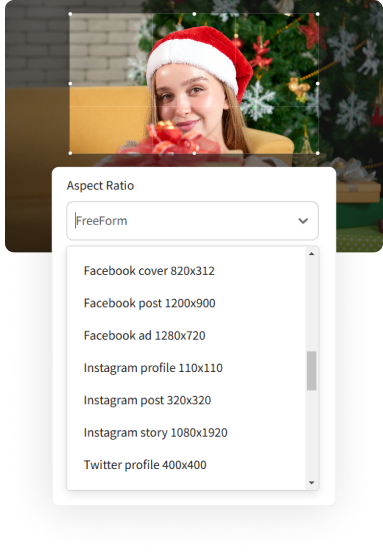 Aspect Ratio
FreeForm
Facebook cover 820x312
Facebook post 1200x900
Facebook ad 1280x720
Instagram profile 110x110
Instagram post 320x320
Instagram story 1080x1920
Twitter profile 400x400